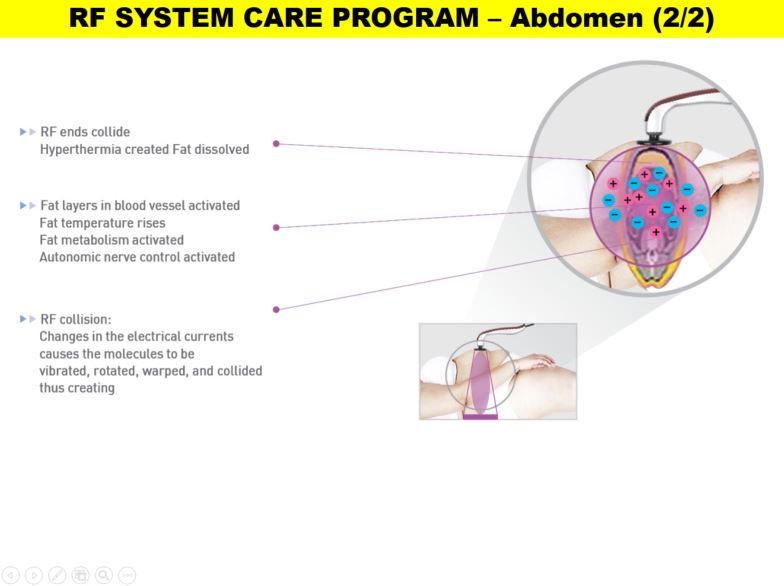 RF SYSTEM CARE PROGRAM – Abdomen (2/2)
RF ends collide
Hyperthermia created Fat dissolved
Fat layers in blood vessel activated
Fat temperature rises
Fat metabolism activated
Autonomic nerve control activated
RF collision:
Changes in the electrical currents
causes the molecules to be
vibrated, rotated, warped, and collided
thus creating